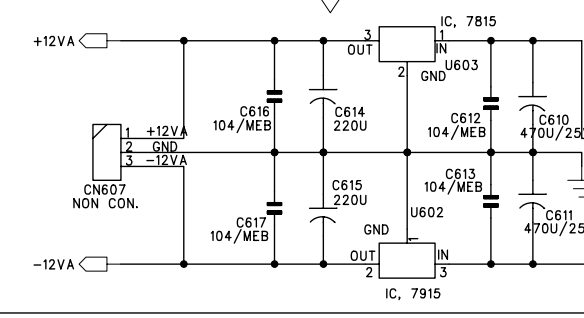 IC, 7815
+12VA
3
1
OUT
IN
U603
2
GND
C616
104/MEB
C614
220U
C612
104/MEB
C610
470U/25
1
+12VA
2
GND
3
-12VA
CN607
NON CON.
C617
104/MEB
C615
220U
C613
104/MEB
C611
470U/25
U602
GND
1
-12VA
OUT
IN
2
3
IC, 7915